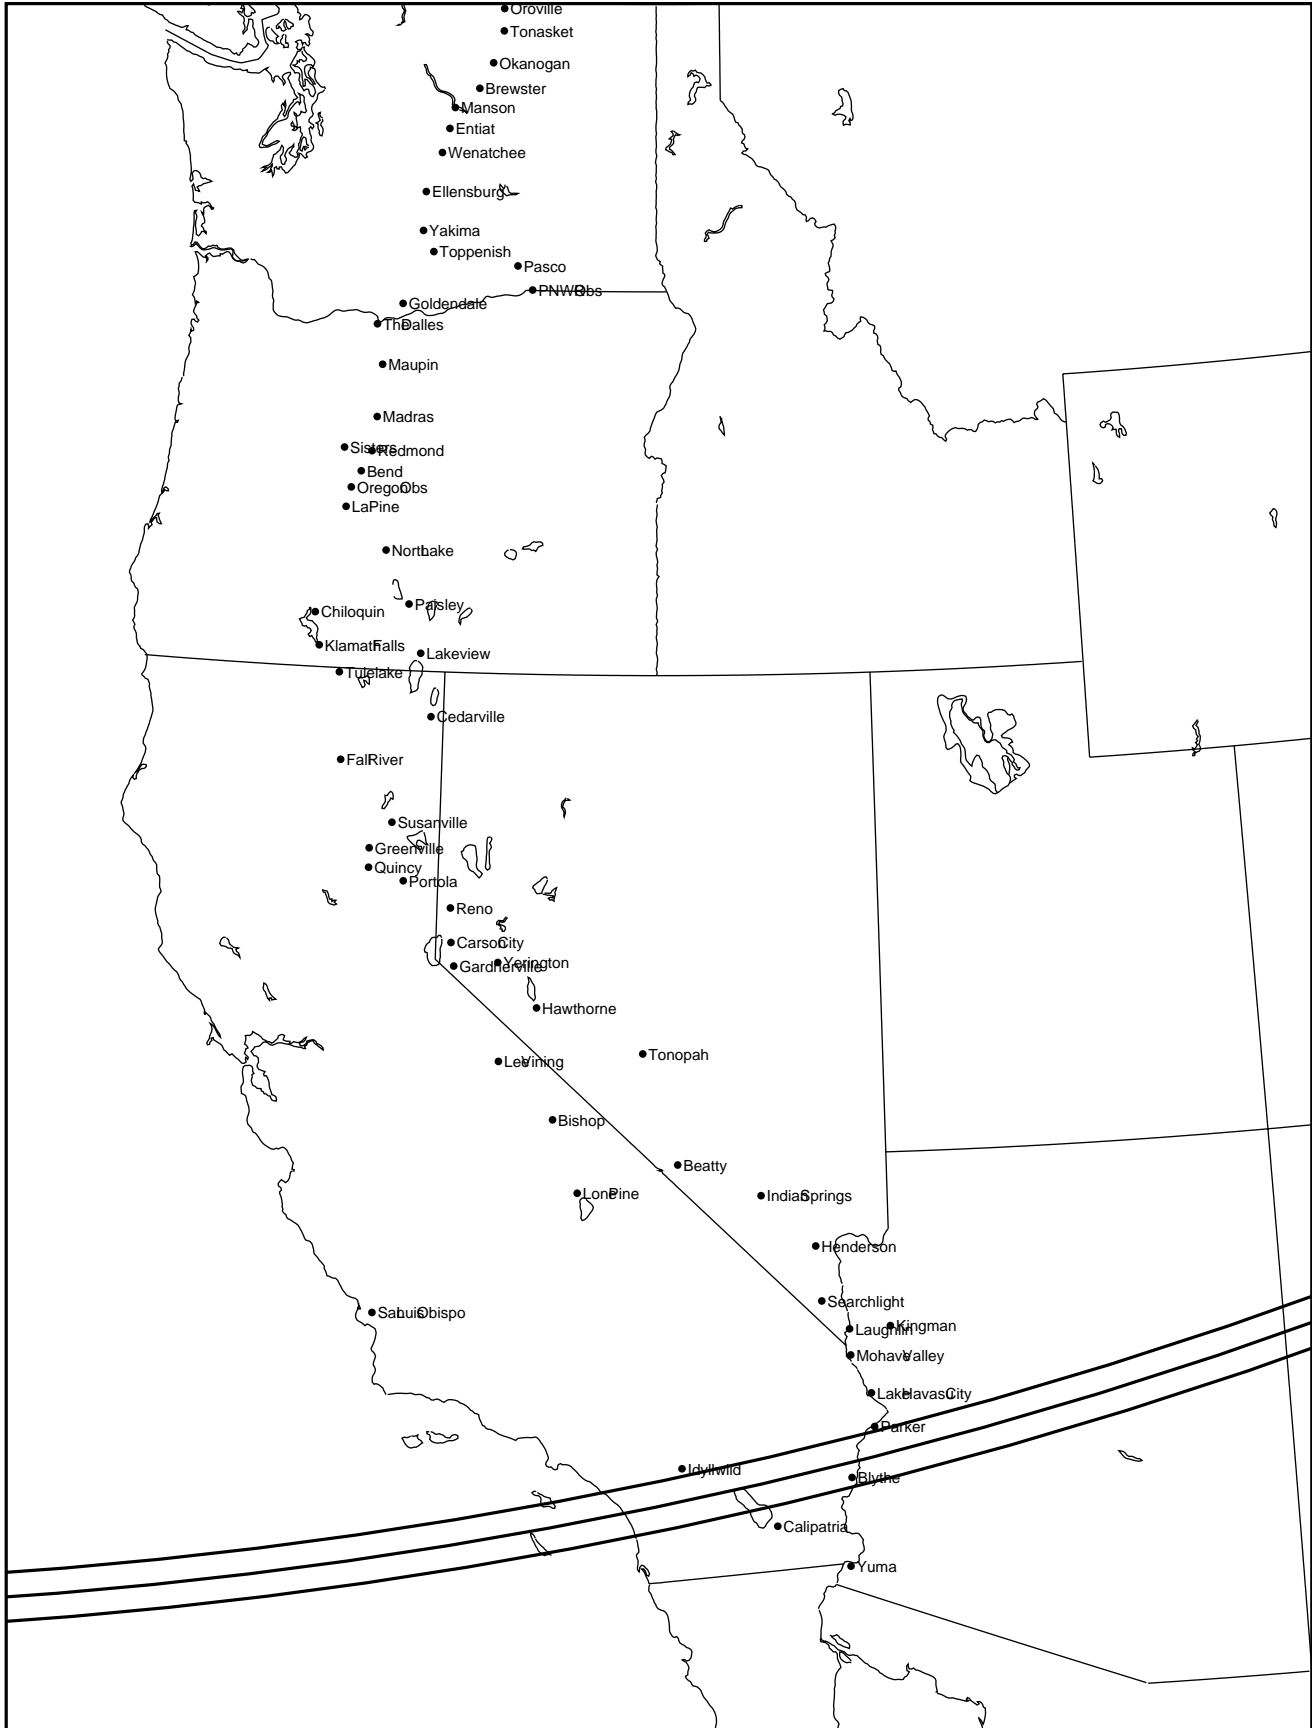 Oroville
Tonasket
Okanogan
Brewster
Manson
Entiat
Wenatchee
Ellensburg
Yakima
Toppenish
Pasco
PNWRObs
Goldendale
TheDalles
Maupin
Madras
Sisters
Redmond
Bend
OregonObs
LaPine
NorthLake
Paisley
Chiloquin
KlamathFalls
Lakeview
Tulelake
Cedarville
FallRiver
Susanville
Greenville
Quincy
Portola
Reno
CarsonCity
Yerington
Gardnerville
Hawthorne
Tonopah
LeeVining
Bishop
Beatty
LonePine
IndianSprings
Henderson
Searchlight
SanLuisObispo
Kingman
Laughlin
MohaveValley
LakeHavasuCity
Parker
Idyllwild
Blythe
Calipatria
Yuma